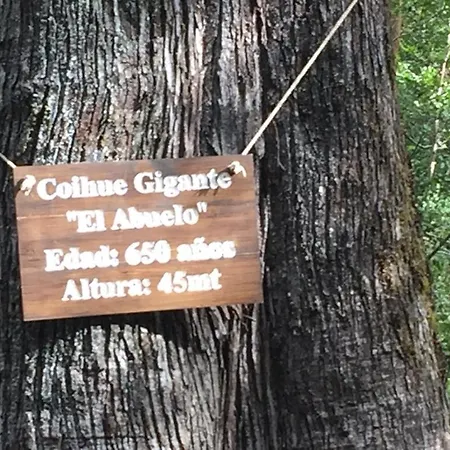 Coihue Gigante
"El Abuelo"
Edad: 650 años
Altura: 45mt